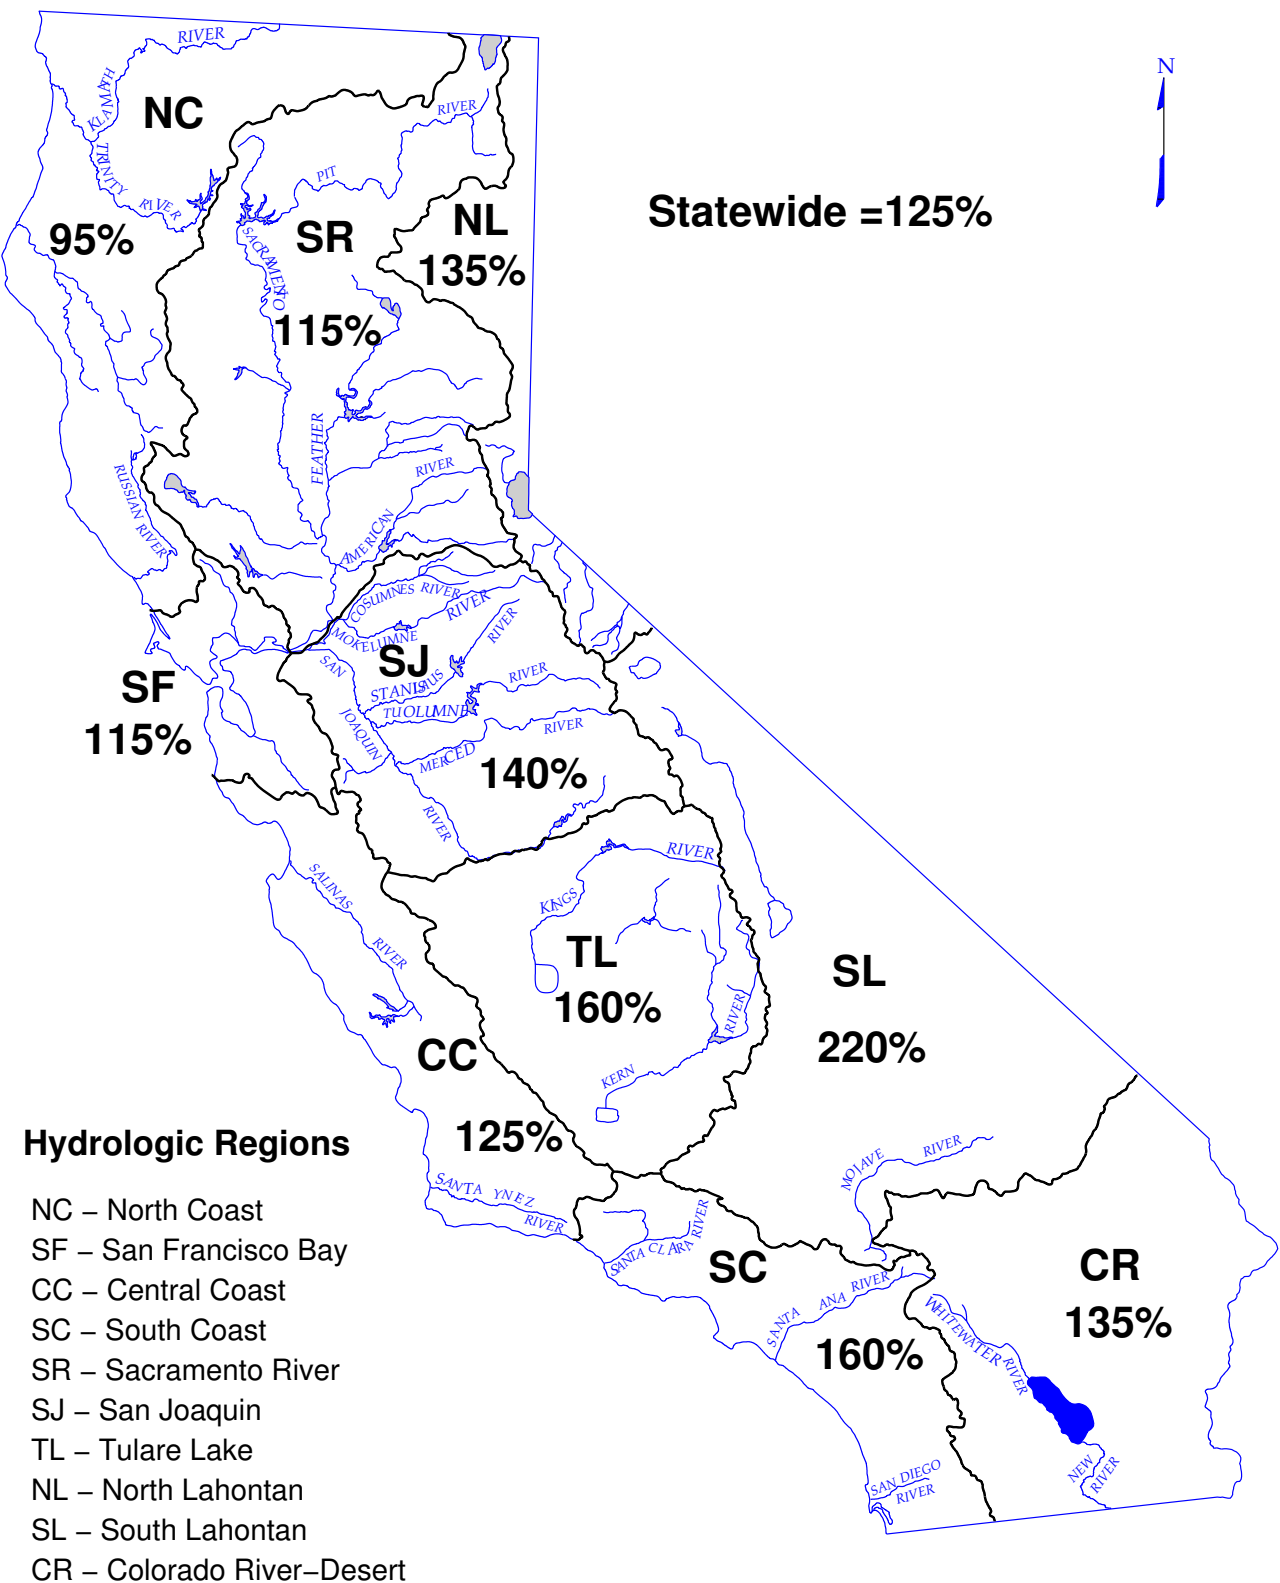 N
RIVER
KLAMATH
NC
TRINITY
RIVER
RIVER
PIT
95%
SACRAMENTO
SR
NL
135%
Statewide =125%
115%
FEATHER
RIVER
RUSSIAN RIVER
AMERICAN
COSUMNES RIVER
RIVER
MOKELUMNE
RIVER
SAN
SJ
SF
STANISLAUS
RIVER
115%
JOAQUIN
TUOLUMNE
RIVER
MERCED
140%
RIVER
RIVER
SALINAS
KINGS
RIVER
TL
SL
160%
RIVER
220%
CC
KERN
125%
Hydrologic Regions
MOJAVE
RIVER
SANTA YNEZ
RIVER
SANTA CLARA RIVER
SC
CR
SANTA ANA RIVER
WHITEWATER
RIVER
135%
160%
SAN DIEGO
RIVER
NEW
RIVER
NC – North Coast
SF – San Francisco Bay
CC – Central Coast
SC – South Coast
SR – Sacramento River
SJ – San Joaquin
TL – Tulare Lake
NL – North Lahontan
SL – South Lahontan
CR – Colorado River–Desert